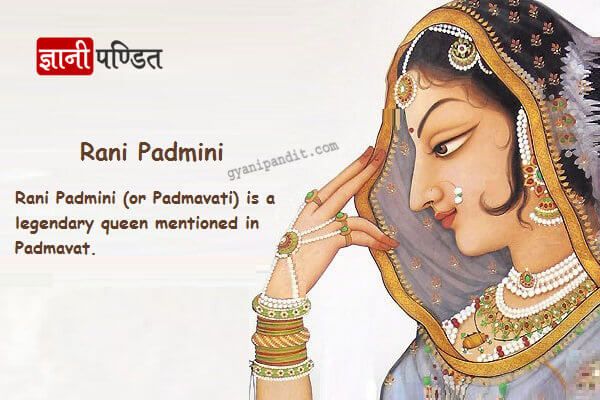 ज्ञानीपण्डित
Rani Padmini
gyanipandit.com
Rani Padmini (or Padmavati) is a
legendary queen mentioned in
Padmavat.